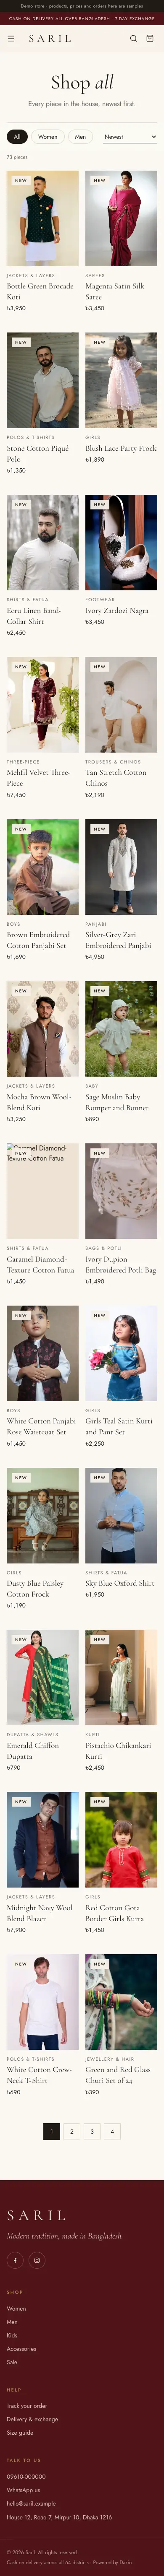 Demo store · products, prices and orders here are samples
CASH ON DELIVERY ALL OVER BANGLADESH · 7-DAY EXCHANGE
SARIL
Shop all
Every piece in the house, newest first.
All
Women
Men
Newest
73 pieces
NEW
NEW
JACKETS & LAYERS
SAREES
Bottle Green Brocade
Koti
Magenta Satin Silk
Saree
৳3,950
৳3,450
NEW
NEW
POLOS & T-SHIRTS
GIRLS
Stone Cotton Piqué
Polo
Blush Lace Party Frock
৳1,350
৳1,890
NEW
NEW
SHIRTS & FATUA
FOOTWEAR
Ecru Linen Band-
Collar Shirt
Ivory Zardozi Nagra
৳2,450
৳3,450
NEW
NEW
THREE-PIECE
TROUSERS & CHINOS
Mehfil Velvet Three-
Piece
Tan Stretch Cotton
Chinos
৳7,450
৳2,190
NEW
NEW
BOYS
PANJABI
Brown Embroidered
Cotton Panjabi Set
Silver-Grey Zari
Embroidered Panjabi
৳1,690
৳4,950
NEW
NEW
JACKETS & LAYERS
BABY
Mocha Brown Wool-
Blend Koti
Sage Muslin Baby
Romper and Bonnet
৳3,250
৳890
Caramel Diamond-
Texture Cotton Fatua
NEW
NEW
SHIRTS & FATUA
BAGS & POTLI
Caramel Diamond-
Texture Cotton Fatua
Ivory Dupion
Embroidered Potli Bag
৳1,450
৳1,490
NEW
NEW
BOYS
GIRLS
White Cotton Panjabi
Rose Waistcoat Set
Girls Teal Satin Kurti
and Pant Set
৳1,450
৳2,250
NEW
NEW
GIRLS
SHIRTS & FATUA
Dusty Blue Paisley
Cotton Frock
Sky Blue Oxford Shirt
৳1,190
৳1,950
NEW
NEW
DUPATTA & SHAWLS
KURTI
Emerald Chiffon
Dupatta
Pistachio Chikankari
Kurti
৳790
৳2,450
NEW
NEW
JACKETS & LAYERS
GIRLS
Midnight Navy Wool
Blend Blazer
Red Cotton Gota
Border Girls Kurta
৳7,900
৳1,450
NEW
NEW
POLOS & T-SHIRTS
JEWELLERY & HAIR
White Cotton Crew-
Neck T-Shirt
Green and Red Glass
Churi Set of 24
৳690
৳390
1
2
3
4
SARIL
Modern tradition, made in Bangladesh.
SHOP
Women
Men
Kids
Accessories
Sale
HELP
Track your order
Delivery & exchange
Size guide
TALK TO US
09610-000000
WhatsApp us
hello@saril.example
House 12, Road 7, Mirpur 10, Dhaka 1216
© 2026 Saril. All rights reserved.
Cash on delivery across all 64 districts · Powered by Dakio